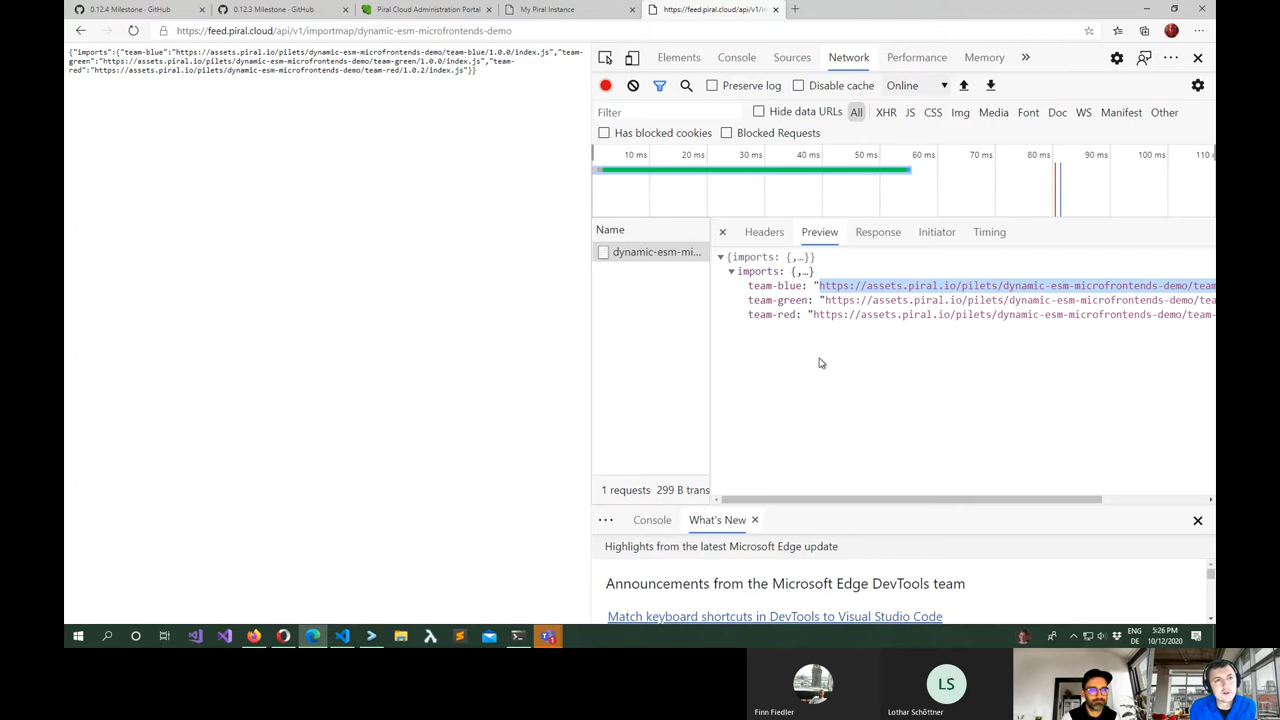 0.12.4 Milestone · GitHub
0.12.3 Milestone · GitHub
Piral Cloud Administration Portal
My Piral Instance
https://feed.piral.cloud/api/v1/im
https://feed.piral.cloud/api/v1/importmap/dynamic-esm-microfrontends-demo
{"imports":{"team-blue":"https://assets.piral.io/pilets/dynamic-esm-microfrontends-demo/team-blue/1.0.0/index.js","team-
green":"https://assets.piral.io/pilets/dynamic-esm-microfrontends-demo/team-green/1.0.0/index.js","team-
red":"https://assets.piral.io/pilets/dynamic-esm-microfrontends-demo/team-red/1.0.2/index.js"}}
Elements Console Sources Network Performance Memory
Preserve log Disable cache Online
Filter Hide data URLs All XHR JS CSS Img Media Font Doc WS Manifest Other
Has blocked cookies Blocked Requests
10 ms 20 ms 30 ms 40 ms 50 ms 60 ms 70 ms 80 ms 90 ms 100 ms 110
Name
dynamic-esm-mi...
1 requests 299 B trans
Headers Preview Response Initiator Timing
{imports: {,…}}
imports: {,…}
team-blue: "https://assets.piral.io/pilets/dynamic-esm-microfrontends-demo/team
team-green: "https://assets.piral.io/pilets/dynamic-esm-microfrontends-demo/tea
team-red: "https://assets.piral.io/pilets/dynamic-esm-microfrontends-demo/team-
Console What's New
Highlights from the latest Microsoft Edge update
Announcements from the Microsoft Edge DevTools team
Match keyboard shortcuts in DevTools to Visual Studio Code
ENG
DE
5:26 PM
10/12/2020
LS
Finn Fiedler
Lothar Schöttner